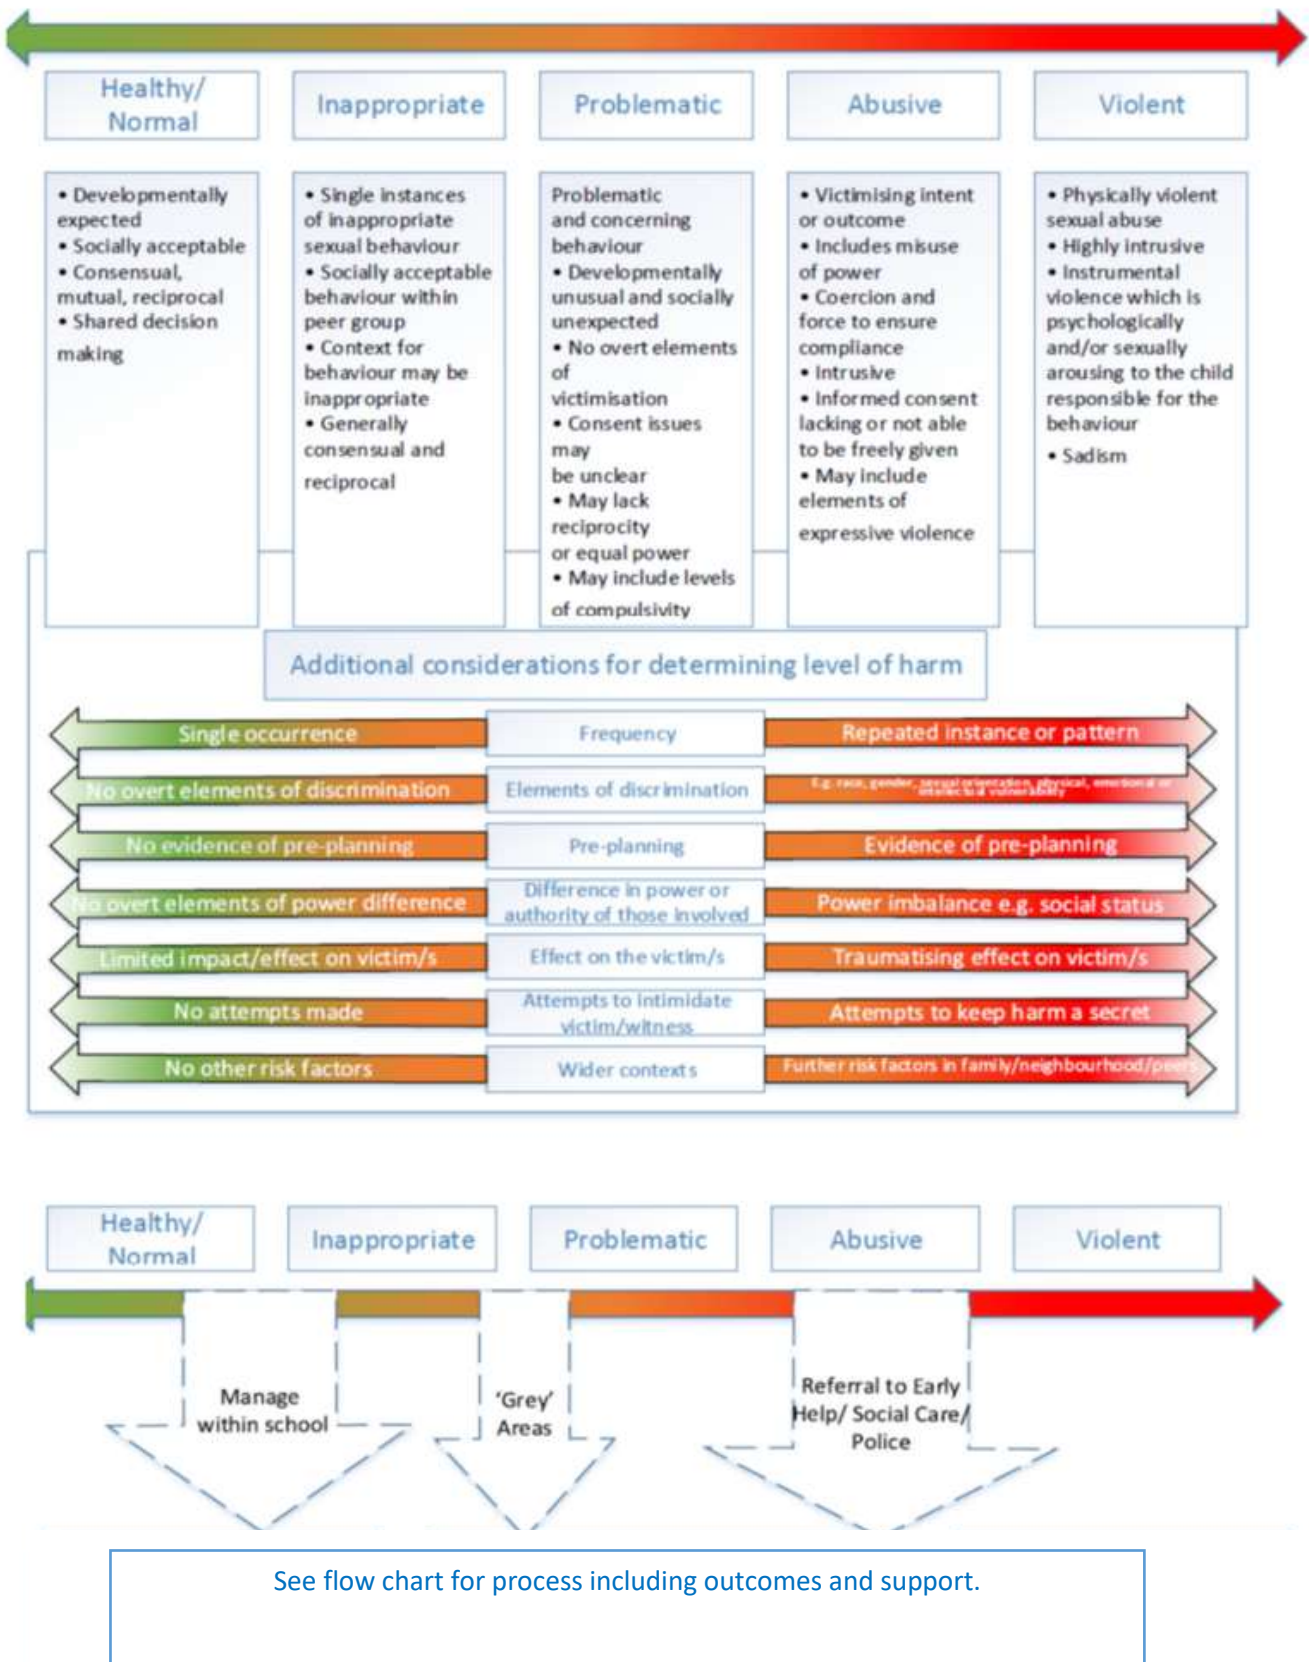 Healthy/
Normal
Inappropriate
Problematic
Abusive
Violent
• Developmentally
expected
• Socially acceptable
• Consensual,
mutual, reciprocal
• Shared decision
making
• Single instances
of inappropriate
sexual behaviour
• Socially acceptable
behaviour within
peer group
• Context for
behaviour may be
inappropriate
• Generally
consensual and
reciprocal
Problematic
and concerning
behaviour
• Developmentally
unusual and socially
unexpected
• No overt elements
of
victimisation
• Consent issues
may
be unclear
• May lack
reciprocity
or equal power
• May include levels
of compulsivity
• Victimising intent
or outcome
• Includes misuse
of power
• Coercion and
force to ensure
compliance
• Intrusive
• Informed consent
lacking or not able
to be freely given
• May include
elements of
expressive violence
• Physically violent
sexual abuse
• Highly intrusive
• Instrumental
violence which is
psychologically
and/or sexually
arousing to the child
responsible for the
behaviour
• Sadism
Additional considerations for determining level of harm
Single occurrence
Frequency
Repeated instance or pattern
No overt elements of discrimination
Elements of discrimination
E.g. race, gender, sexual orientation, physical, emotional or
intellectual vulnerability
No evidence of pre-planning
Pre-planning
Evidence of pre-planning
No overt elements of power difference
Difference in power or
authority of those involved
Power imbalance e.g. social status
Limited impact/effect on victim/s
Effect on the victim/s
Traumatising effect on victim/s
No attempts made
Attempts to intimidate
victim/witness
Attempts to keep harm a secret
No other risk factors
Wider contexts
Further risk factors in family/neighbourhood/peers
Healthy/
Normal
Inappropriate
Problematic
Abusive
Violent
Manage
within school
'Grey'
Areas
Referral to Early
Help/ Social Care/
Police
See flow chart for process including outcomes and support.